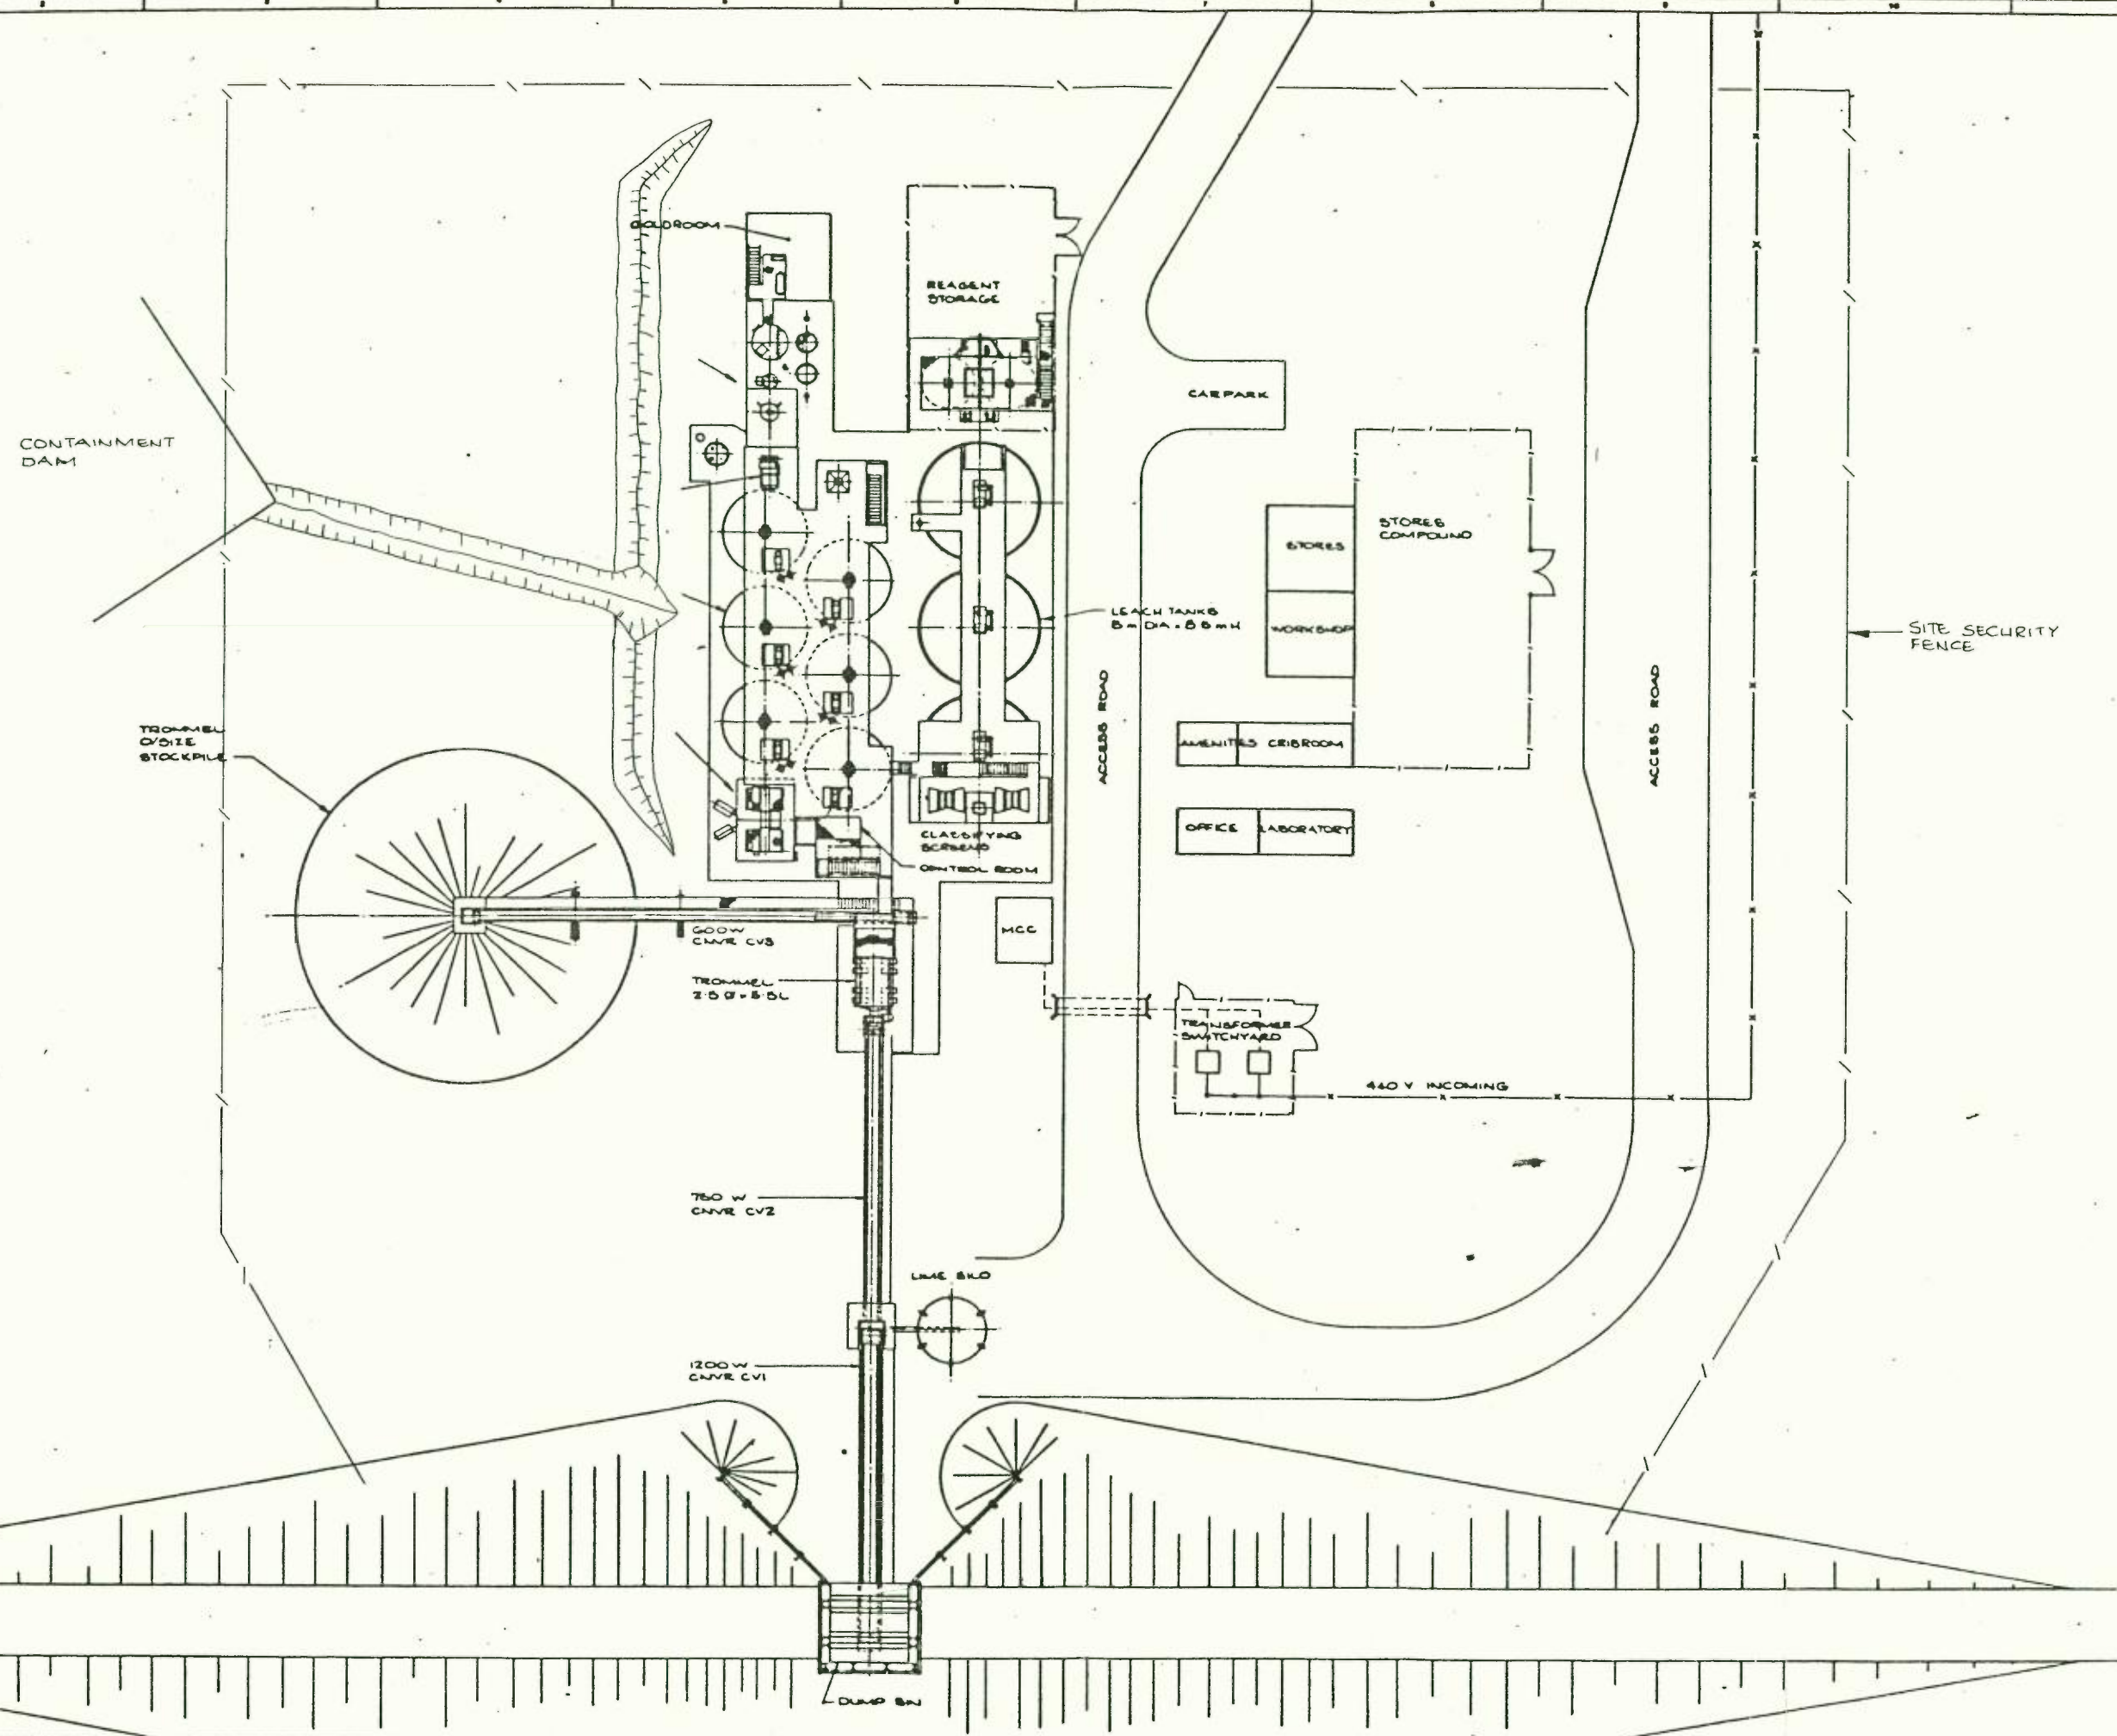 GOLDROOM
REAGENT
STORAGE
CARPARK
CONTAINMENT
DAM
STORES
COMPOUND
STORES
WORKSHOP
LEACH TANKS
SITE SECURITY
FENCE
ACCESS ROAD
ACCESS ROAD
TROMMEL
O/SIZE
STOCKPILE
AMENITIES
CRIBROOM
OFFICE
LABORATORY
CLASSIFYING
SCREENS
CONTROL ROOM
600W
CNVR CV3
MCC
TROMMEL
TRANSFORMER
SWITCHYARD
440 V INCOMING
750 W
CNVR CV2
LIME SILO
1200 W
CNVR CV1
DUMP BIN